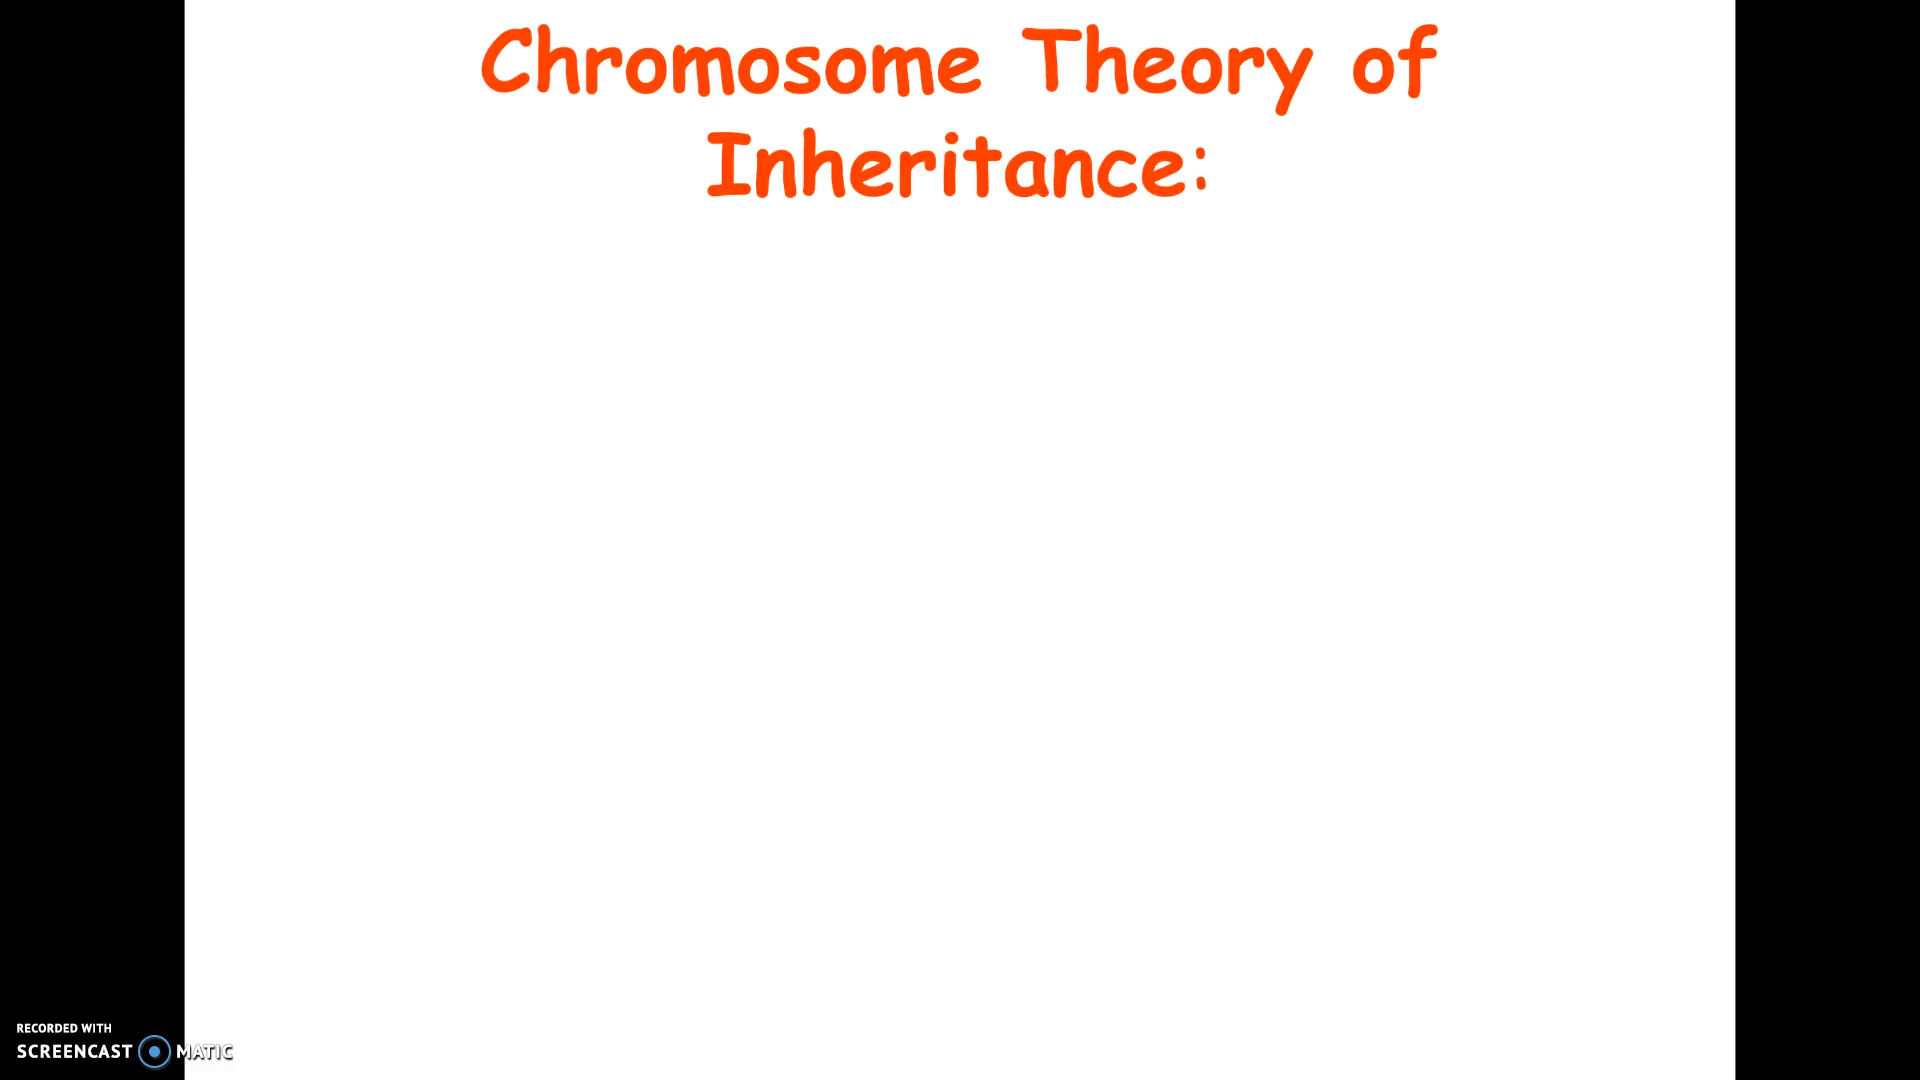 Chromosome Theory of
Inheritance:
RECORDED WITH
SCREENCAST MATIC